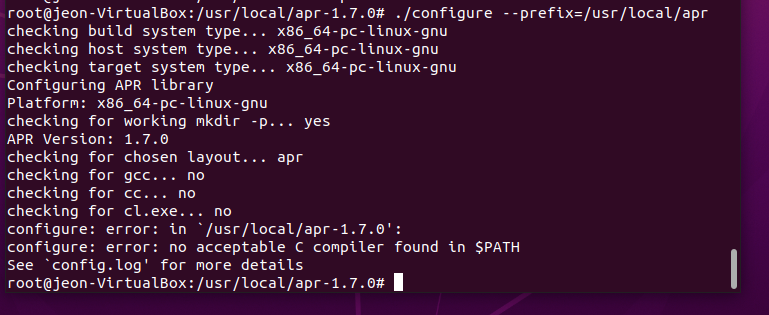 root@jeon-VirtualBox:/usr/local/apr-1.7.0# ./configure --prefix=/usr/local/apr
checking build system type... x86_64-pc-linux-gnu
checking host system type... x86_64-pc-linux-gnu
checking target system type... x86_64-pc-linux-gnu
Configuring APR library
Platform: x86_64-pc-linux-gnu
checking for working mkdir -p... yes
APR Version: 1.7.0
checking for chosen layout... apr
checking for gcc... no
checking for cc... no
checking for cl.exe... no
configure: error: in `/usr/local/apr-1.7.0':
configure: error: no acceptable C compiler found in $PATH
See `config.log' for more details
root@jeon-VirtualBox:/usr/local/apr-1.7.0#